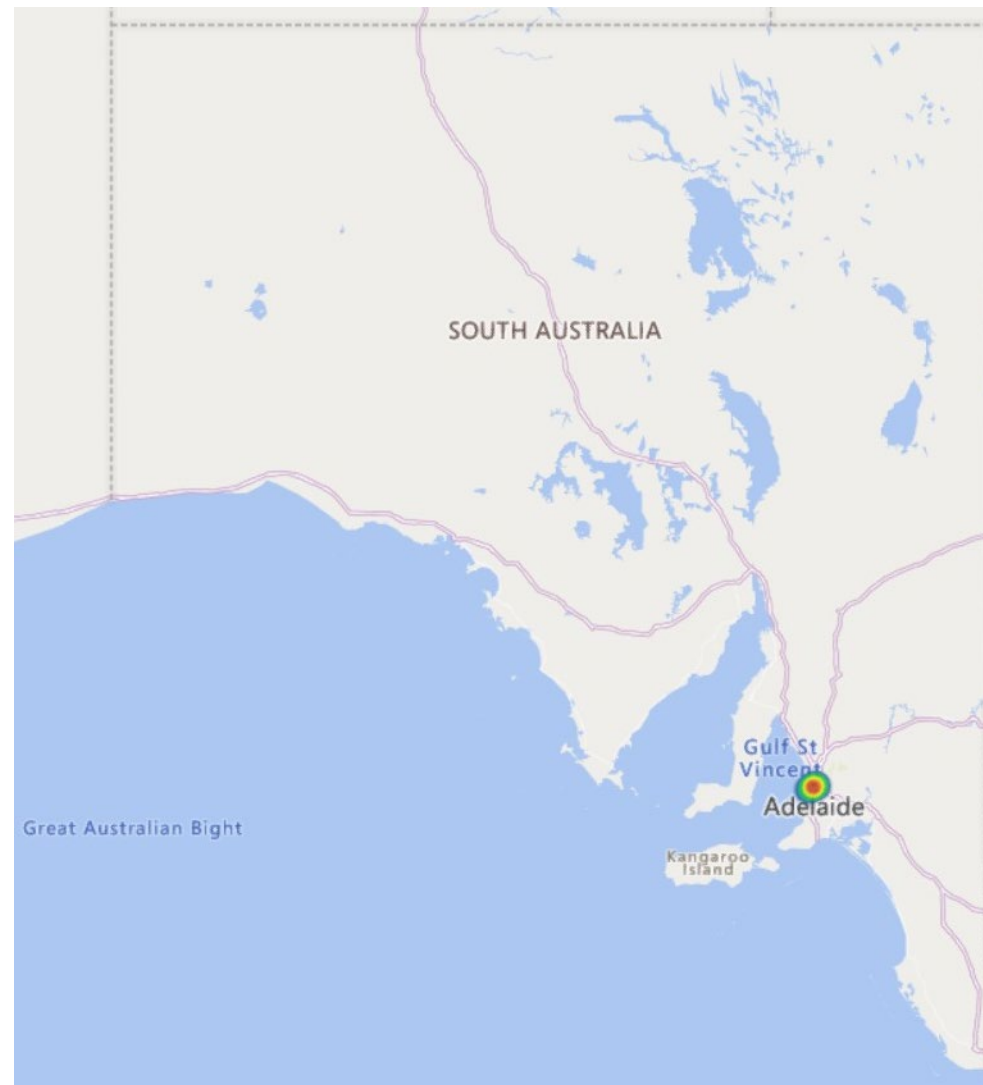 SOUTH AUSTRALIA
Gulf St
Vincent
Adelaide
Great Australian Bight
Kangaroo
Island